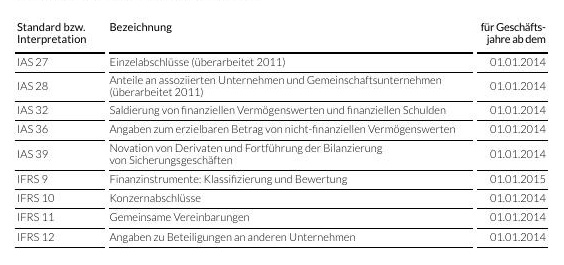 Standard bzw. Interpretation Bezeichnung für Geschäfts-jahre ab dem
IAS 27 Einzelabschlüsse (überarbeitet 2011) 01.01.2014
IAS 28 Anteile an assoziierten Unternehmen und Gemeinschaftsunternehmen
(überarbeitet 2011) 01.01.2014
IAS 32 Saldierung von finanziellen Vermögenswerten und finanziellen Schulden 01.01.2014
IAS 36 Angaben zum erzielbaren Betrag von nicht-finanziellen Vermögenswerten 01.01.2014
IAS 39 Novation von Derivaten und Fortführung der Bilanzierung
von Sicherungsgeschäften 01.01.2014
IFRS 9 Finanzinstrumente: Klassifizierung und Bewertung 01.01.2015
IFRS 10 Konzernabschlüsse 01.01.2014
IFRS 11 Gemeinsame Vereinbarungen 01.01.2014
IFRS 12 Angaben zu Beteiligungen an anderen Unternehmen 01.01.2014